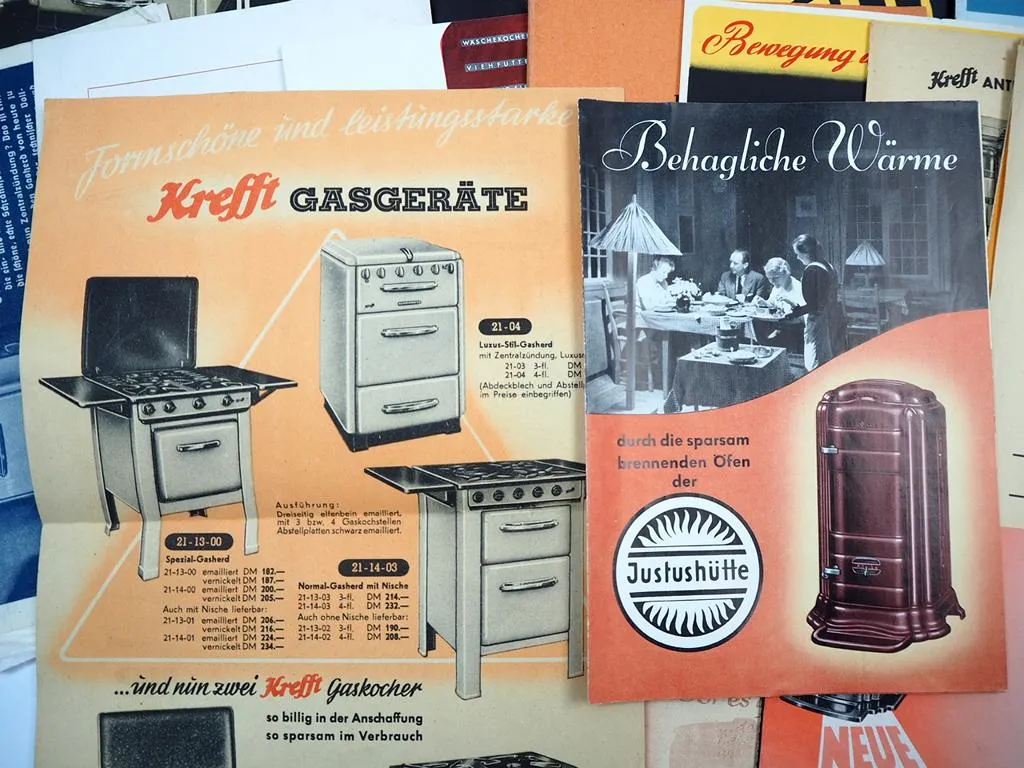 WÄSCHEKOCHE
VIEHFUTTE
Bewegung
Krefft ANT
Formschöne und leistungsstarke
Krefft GASGERÄTE
21-04
Luxus-Stil-Gasherd
mit Zentralzündung, Luxus
21-03 3-fl. DM
21-04 4-fl. DM
(Abdeckblech und Abstell
im Preise einbegriffen)
Ausführung:
Dreiseitig elfenbein emailliert,
mit 3 bzw. 4 Gaskochstellen
Abstellplatten schwarz emailliert.
21-13-00
Spezial-Gasherd
21-13-00 emailliert DM 182.—
vernickelt DM 187.—
21-14-00 emailliert DM 200.—
vernickelt DM 205.—
Auch mit Nische lieferbar:
21-13-01 emailliert DM 206.—
vernickelt DM 216.—
21-14-01 emailliert DM 224.—
vernickelt DM 234.—
21-14-03
Normal-Gasherd mit Nische
21-13-03 3-fl. DM 214.—
21-14-03 4-fl. DM 232.—
Auch ohne Nische lieferbar:
21-13-02 3-fl. DM 190.—
21-14-02 4-fl. DM 208.—
...und nun zwei Krefft Gaskocher
so billig in der Anschaffung
so sparsam im Verbrauch
Behagliche Wärme
durch die sparsam
brennenden Öfen
der
Justushütte
NEUE